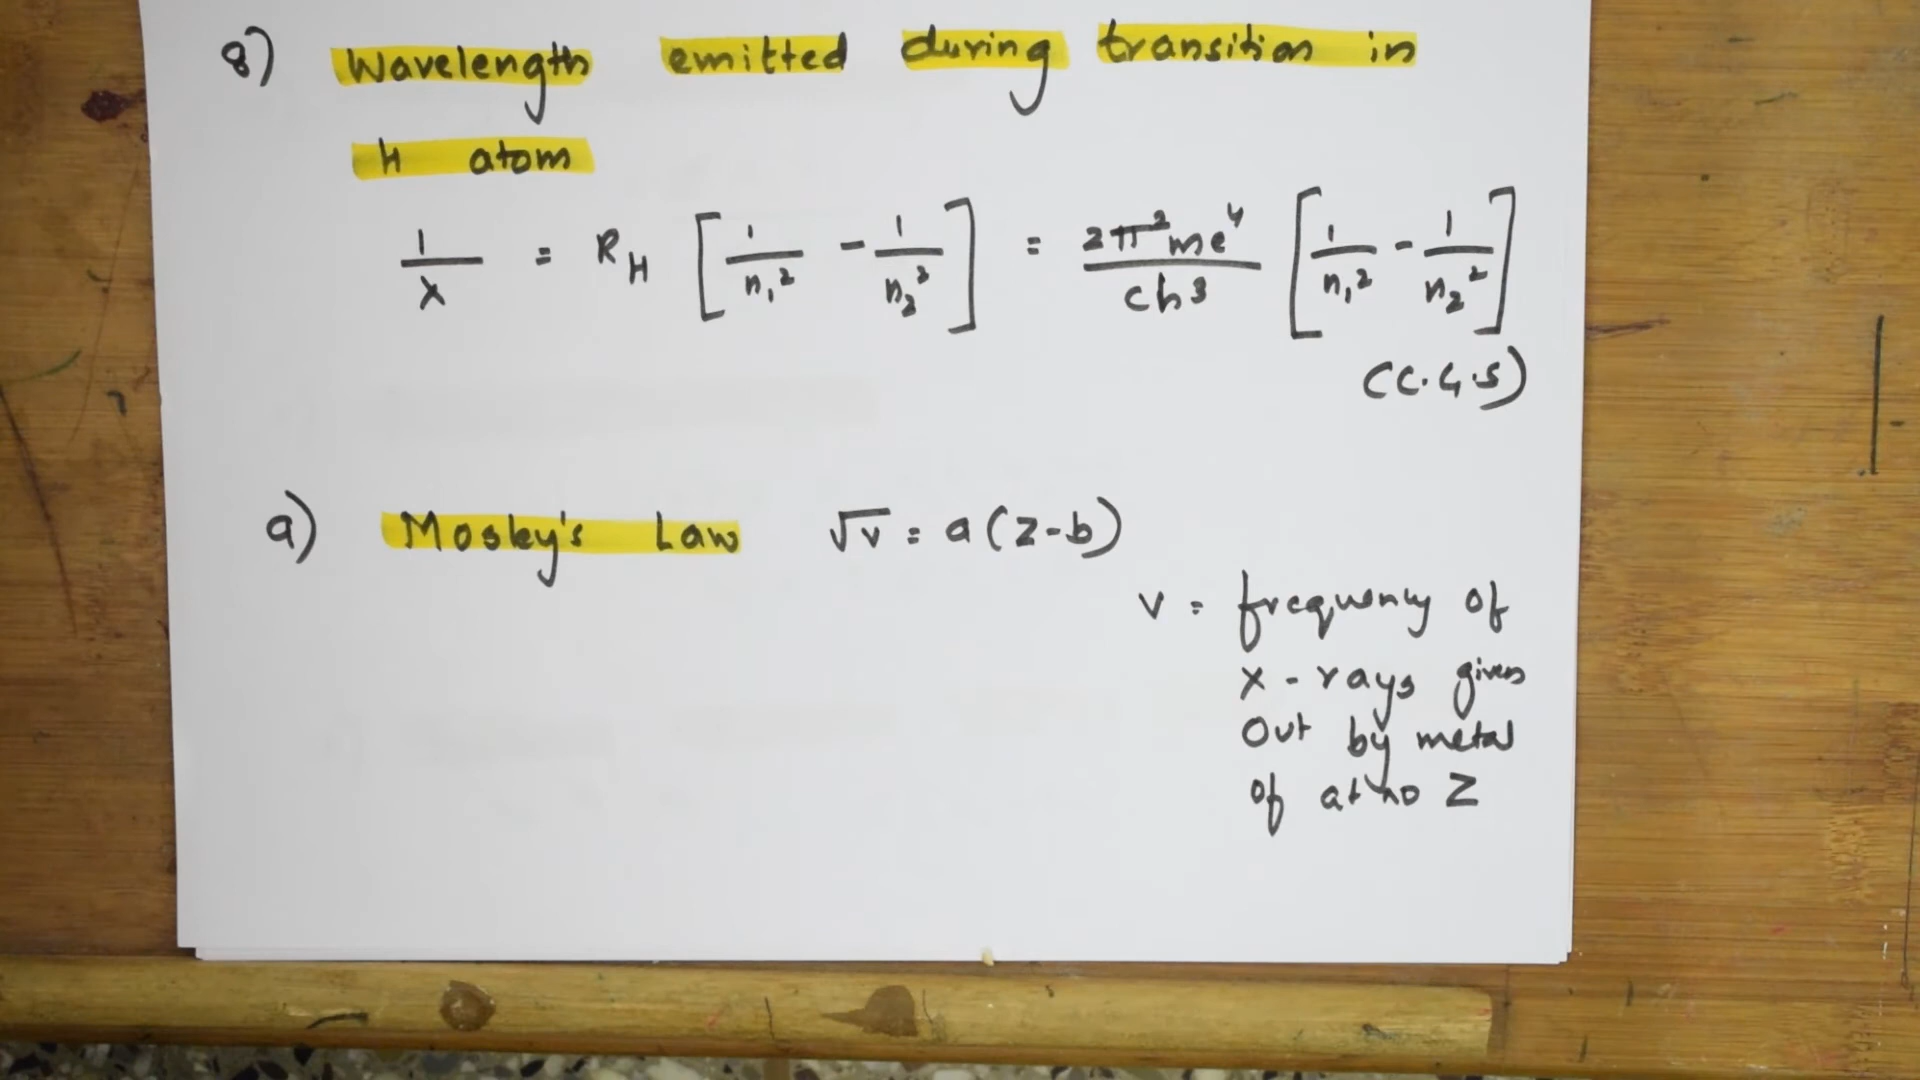 8) Wavelength emitted during transition in
H atom
1/λ = R_H [1/n₁² - 1/n₂²] = 2π²me⁴/ch³ [1/n₁² - 1/n₂²]
(C.G.S)
9) Mosley's Law √ν = a(Z-b)
ν = frequency of
X-rays given
out by metal
of at no Z